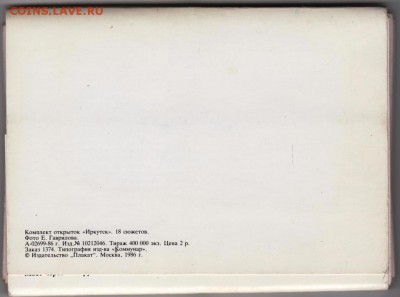 COINS.LAVE.RU
Комплект открыток «Иркутск». 18 сюжетов.
Фото Е. Гаврилова.
А-02699-86 г. Изд.№ 10212046. Тираж 400 000 экз. Цена 2 р.
Заказ 1374. Типография изд-ва «Коммунар».
© Издательство „Плакат". Москва, 1986 г.